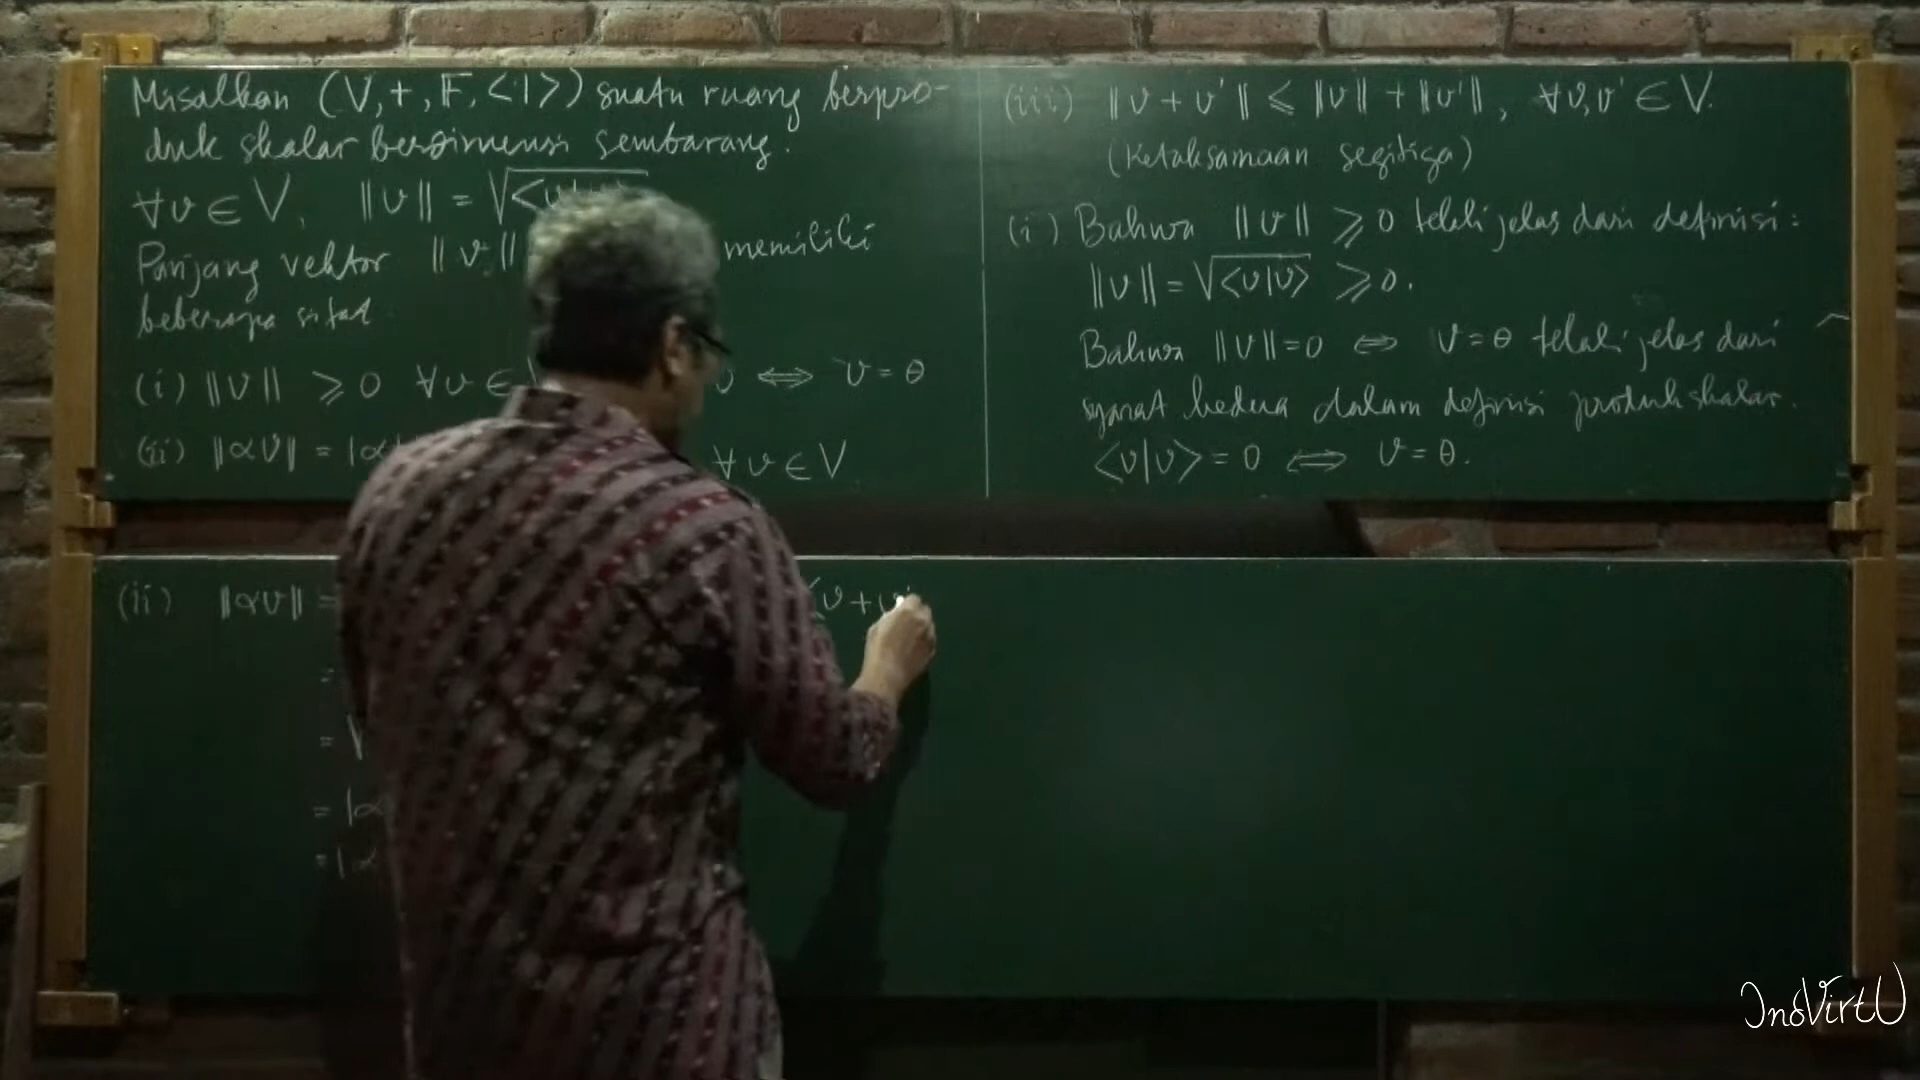 Misalkan (V, +, F, <|>) suatu ruang berpro-
duk skalar berdimensi sembarang.
∀v ∈ V, ‖v‖ = √<v
Panjang vektor ‖v‖ memiliki
beberapa sifat
(i) ‖v‖ ⩾ 0 ∀v ∈ 0 ⟺ v = θ
(ii) ‖αv‖ = |α ∀v ∈ V
(iii) ‖v + v'‖ ⩽ ‖v‖ + ‖v'‖, ∀v,v' ∈ V.
(Ketaksamaan segitiga)
(i) Bahwa ‖v‖ ⩾ 0 telah jelas dari definisi:
‖v‖ = √<v|v> ⩾ 0.
Bahwa ‖v‖ = 0 ⟺ v = θ telah jelas dari
syarat kedua dalam definisi produk skalar.
<v|v> = 0 ⟺ v = θ.
(ii) ‖αv‖ =
=
= √
= |α
= |α
<v + v'
InoVirtU